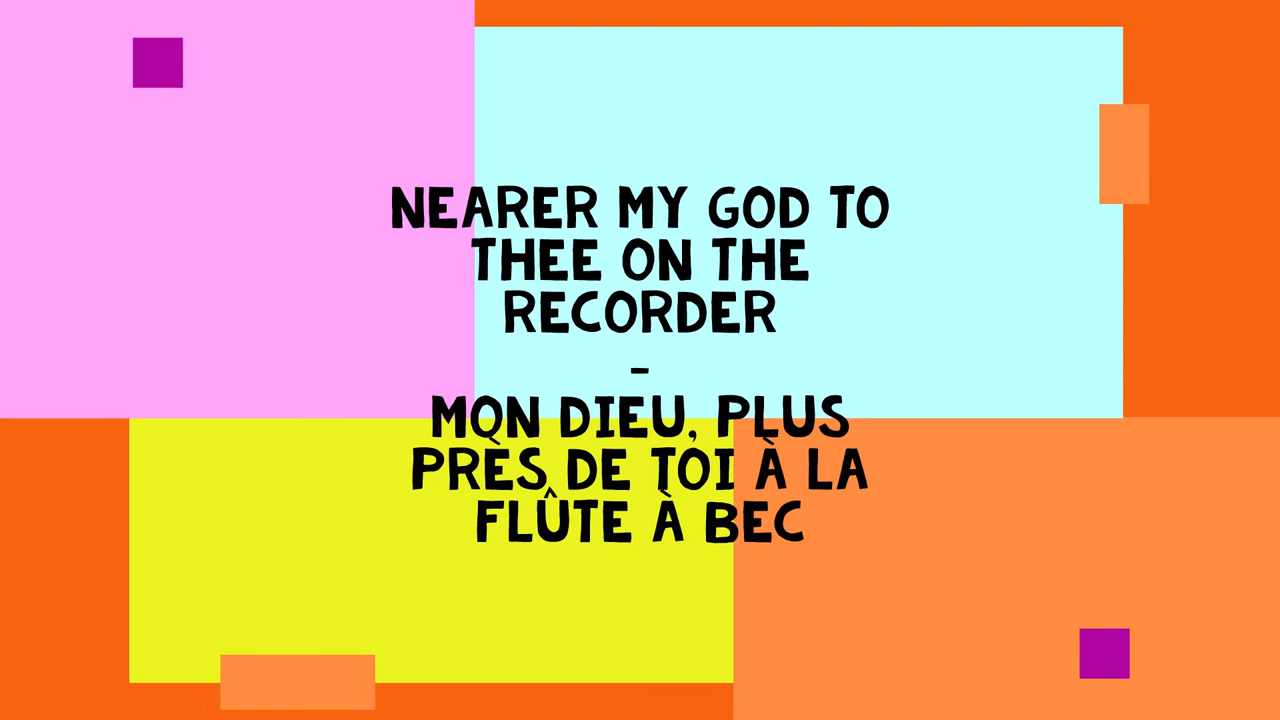 NEARER MY GOD TO
THEE ON THE
RECORDER
-
MON DIEU, PLUS
PRÈS DE TOI À LA
FLÛTE À BEC